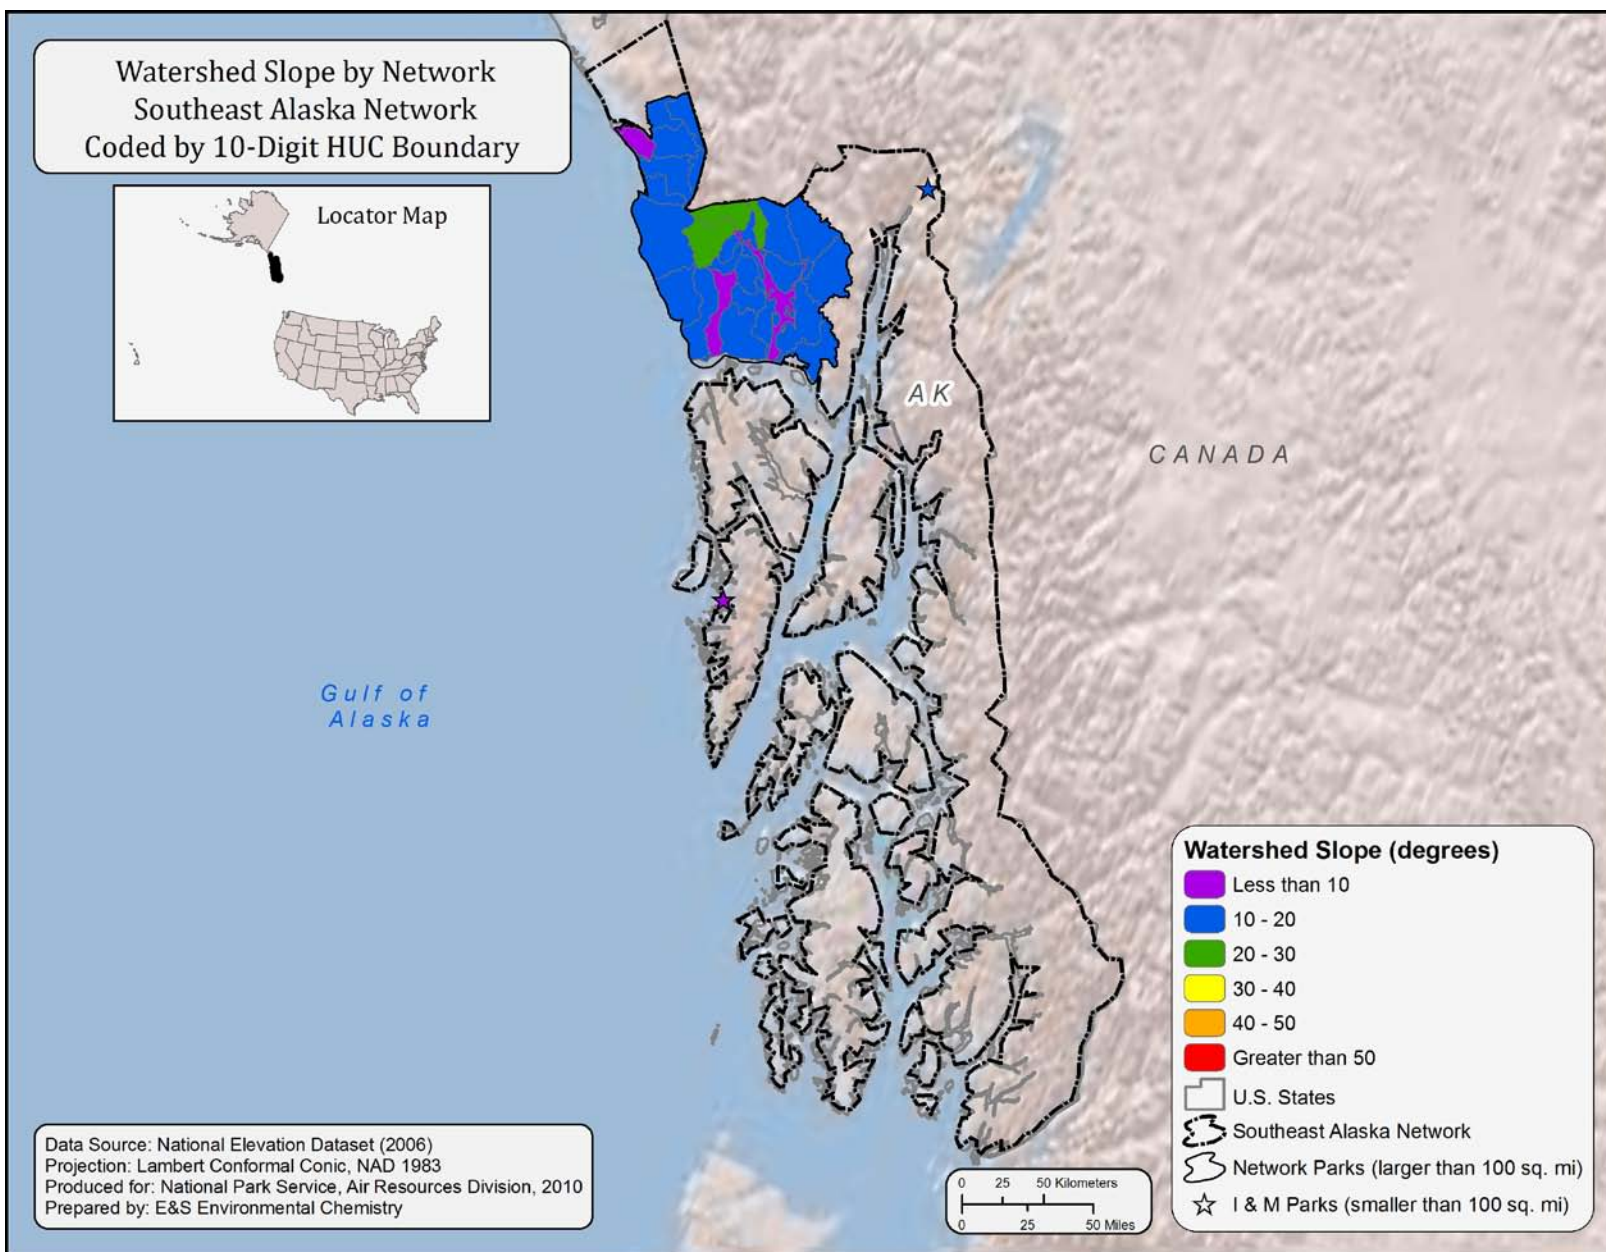 Watershed Slope by Network
Southeast Alaska Network
Coded by 10-Digit HUC Boundary
Locator Map
AK
CANADA
Gulf of
Alaska
Watershed Slope (degrees)
Less than 10
10 - 20
20 - 30
30 - 40
40 - 50
Greater than 50
U.S. States
Southeast Alaska Network
Network Parks (larger than 100 sq. mi)
I & M Parks (smaller than 100 sq. mi)
Data Source: National Elevation Dataset (2006)
Projection: Lambert Conformal Conic, NAD 1983
Produced for: National Park Service, Air Resources Division, 2010
Prepared by: E&S Environmental Chemistry
0 25 50 Kilometers
0 25 50 Miles